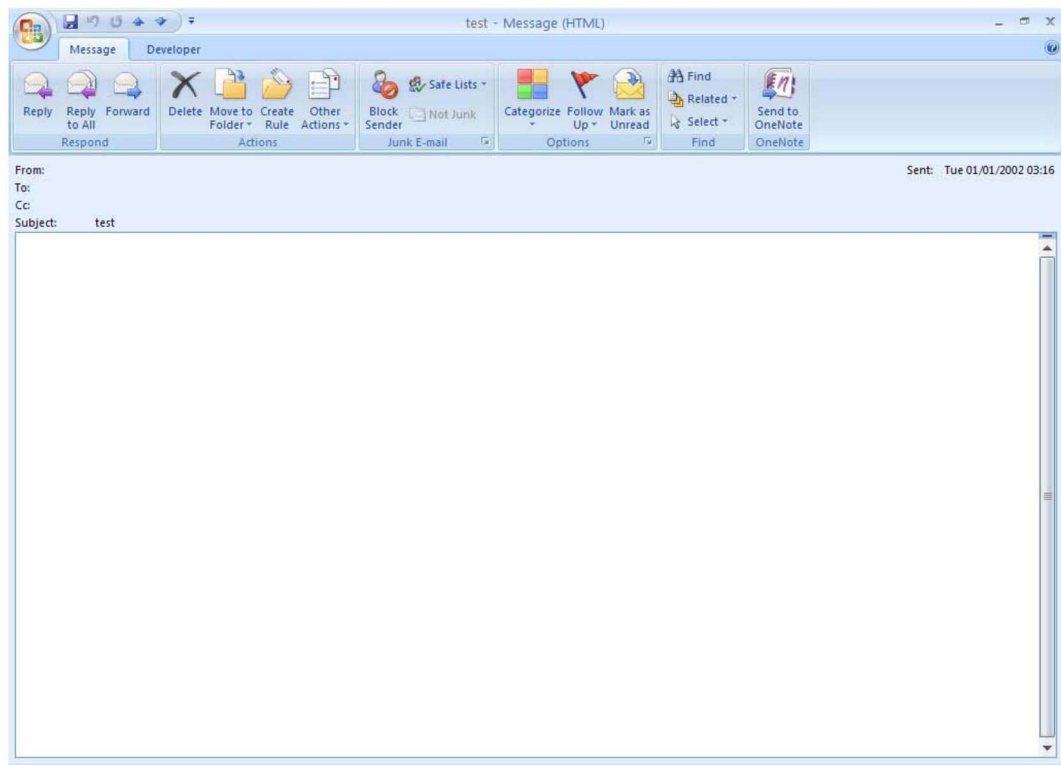 test - Message (HTML)
Message Developer
Reply Reply to All Forward
Respond
Delete Move to Folder Create Rule Other Actions
Actions
Block Sender Safe Lists Not Junk
Junk E-mail
Categorize Follow Up Mark as Unread
Options
Find
Related
Select
Find
Send to OneNote
OneNote
From: Sent: Tue 01/01/2002 03:16
To:
Cc:
Subject: test